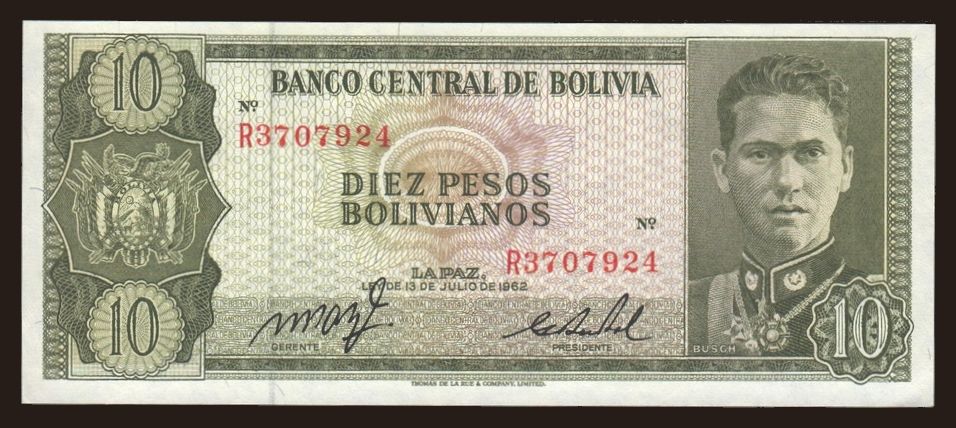 10
BANCO CENTRAL DE BOLIVIA
Nº
R3707924
DIEZ PESOS
BOLIVIANOS
Nº
R3707924
LA PAZ,
LEY DE 13 DE JULIO DE 1962
GERENTE
PRESIDENTE
BUSCH
10
10
THOMAS DE LA RUE & COMPANY, LIMITED.